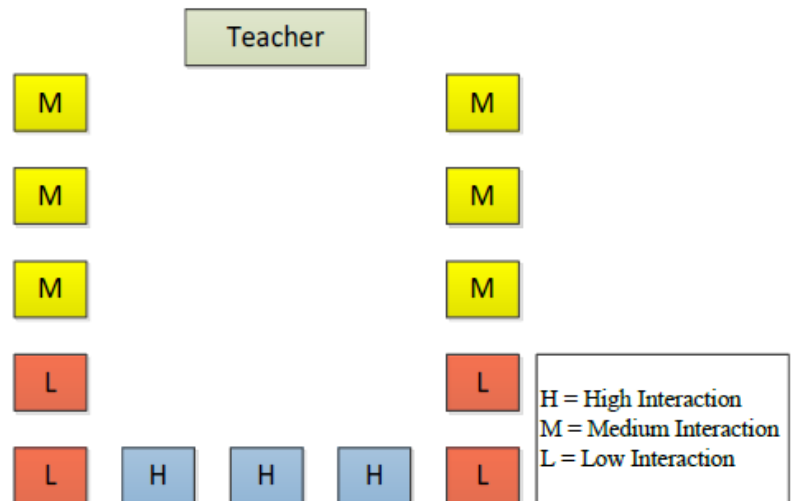 Teacher
M M
M M
M M
L L
L H H H L
H = High Interaction
M = Medium Interaction
L = Low Interaction